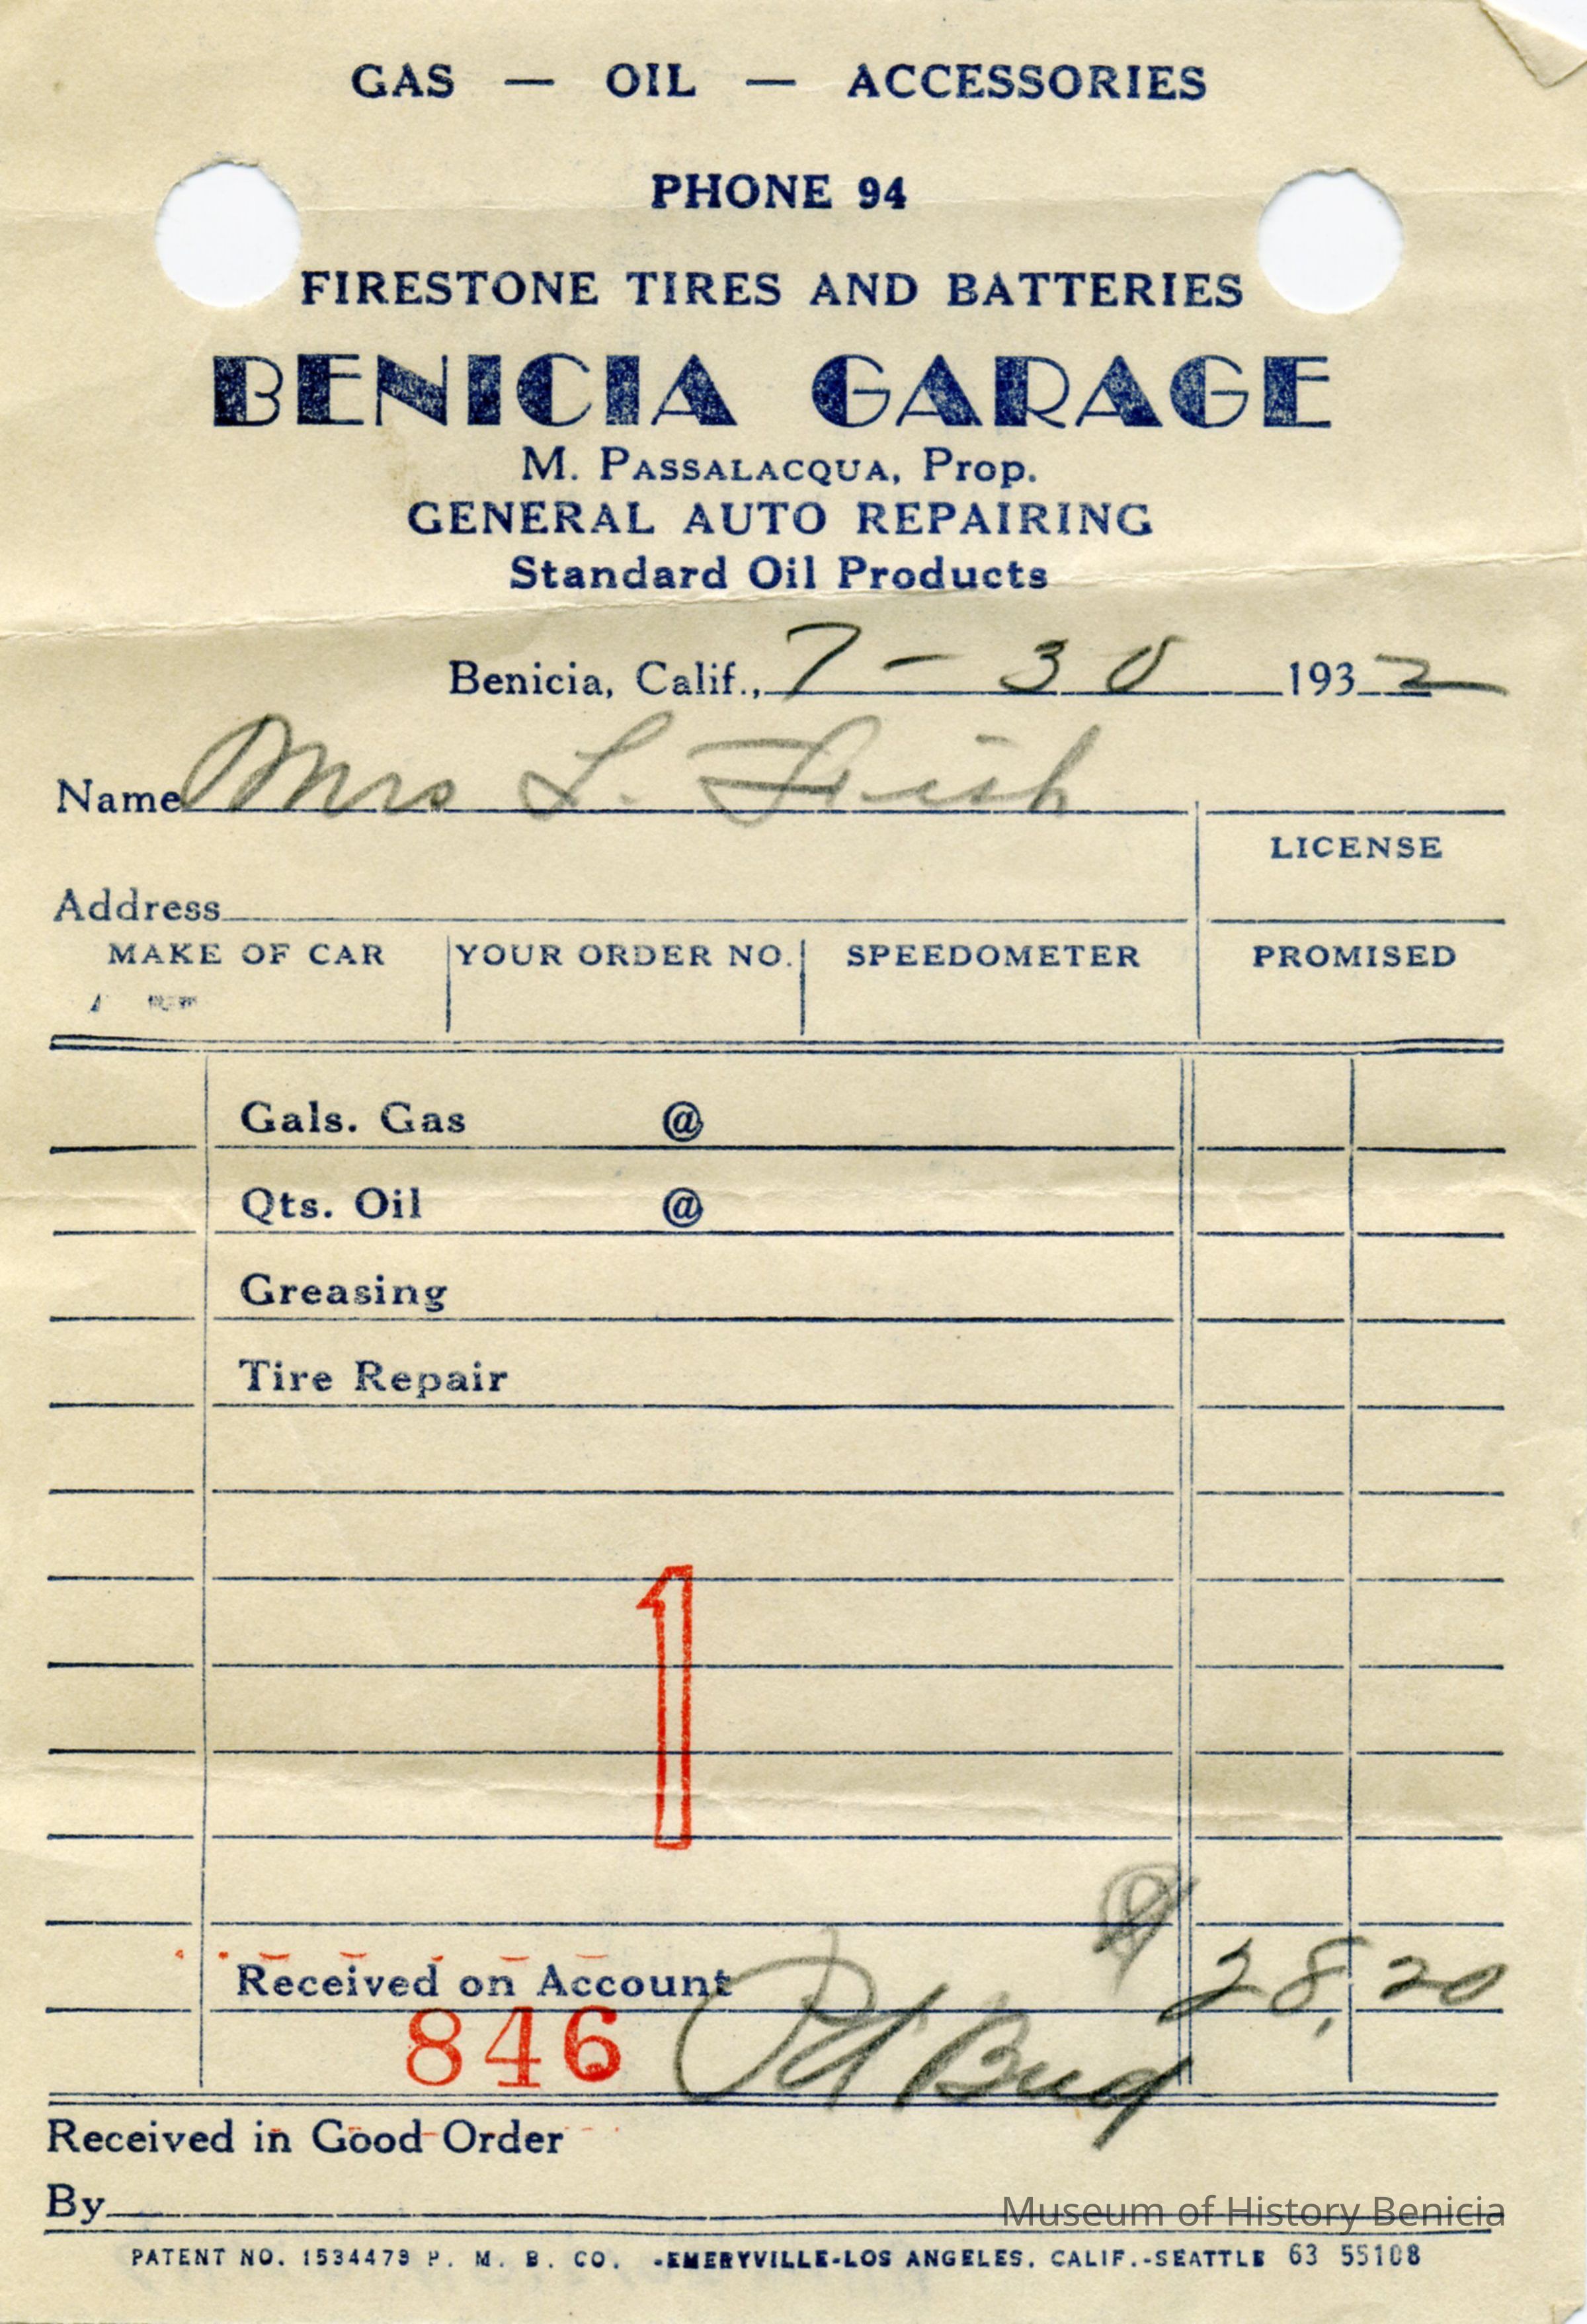 GAS — OIL — ACCESSORIES
PHONE 94
FIRESTONE TIRES AND BATTERIES
BENICIA GARAGE
M. PASSALACQUA, Prop.
GENERAL AUTO REPAIRING
Standard Oil Products
Benicia, Calif., 7 - 30 1932
Name Mrs L. Fish
LICENSE
Address
MAKE OF CAR YOUR ORDER NO. SPEEDOMETER PROMISED
Gals. Gas @
Qts. Oil @
Greasing
Tire Repair
1
Received on Account 28.20
846 Pd
Received in Good Order
By
Museum of History Benicia
PATENT NO. 1534479 P. M. B. CO. -EMERYVILLE-LOS ANGELES, CALIF.-SEATTLE 63 55108